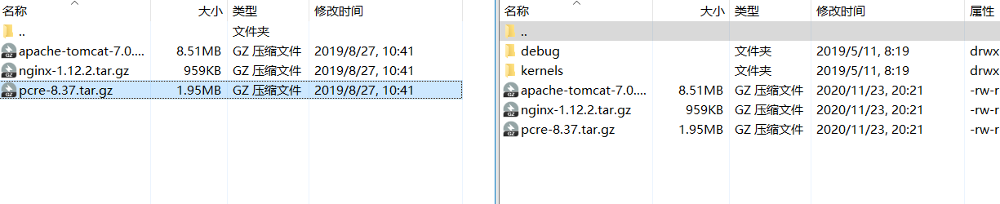 名称 大小 类型 修改时间
.. 文件夹
apache-tomcat-7.0.... 8.51MB GZ 压缩文件 2019/8/27, 10:41
nginx-1.12.2.tar.gz 959KB GZ 压缩文件 2019/8/27, 10:41
pcre-8.37.tar.gz 1.95MB GZ 压缩文件 2019/8/27, 10:41
名称 大小 类型 修改时间 属性
..
debug 文件夹 2019/5/11, 8:19 drwx
kernels 文件夹 2019/5/11, 8:19 drwx
apache-tomcat-7.0.... 8.51MB GZ 压缩文件 2020/11/23, 20:21 -rw-r
nginx-1.12.2.tar.gz 959KB GZ 压缩文件 2020/11/23, 20:21 -rw-r
pcre-8.37.tar.gz 1.95MB GZ 压缩文件 2020/11/23, 20:21 -rw-r